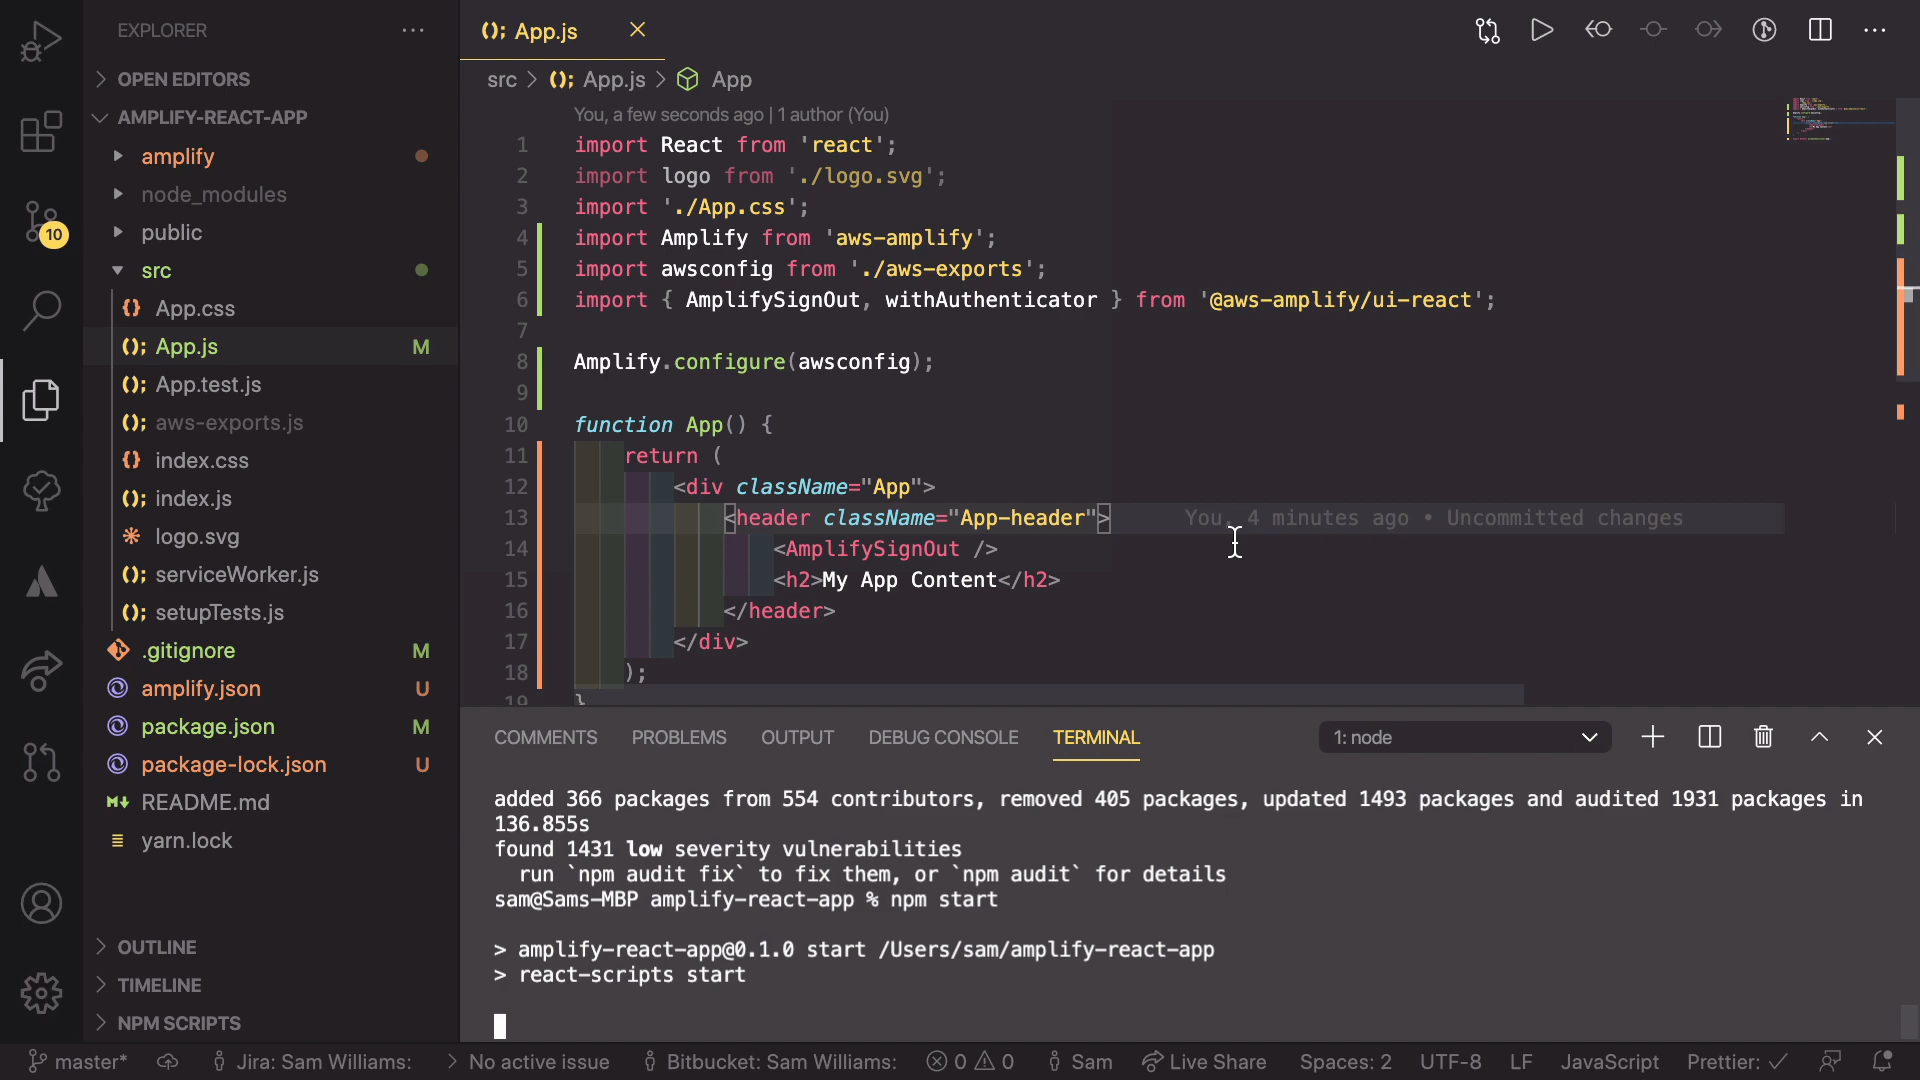 EXPLORER
OPEN EDITORS
AMPLIFY-REACT-APP
amplify
node_modules
public
src
App.css
App.js M
App.test.js
aws-exports.js
index.css
index.js
logo.svg
serviceWorker.js
setupTests.js
.gitignore M
amplify.json U
package.json M
package-lock.json U
README.md
yarn.lock
OUTLINE
TIMELINE
NPM SCRIPTS
10
App.js
src > App.js > App
You, a few seconds ago | 1 author (You)
1 import React from 'react';
2 import logo from './logo.svg';
3 import './App.css';
4 import Amplify from 'aws-amplify';
5 import awsconfig from './aws-exports';
6 import { AmplifySignOut, withAuthenticator } from '@aws-amplify/ui-react';
7
8 Amplify.configure(awsconfig);
9
10 function App() {
11 return (
12 <div className="App">
13 <header className="App-header"> You, 4 minutes ago • Uncommitted changes
14 <AmplifySignOut />
15 <h2>My App Content</h2>
16 </header>
17 </div>
18 );
19 }
COMMENTS PROBLEMS OUTPUT DEBUG CONSOLE TERMINAL 1: node
added 366 packages from 554 contributors, removed 405 packages, updated 1493 packages and audited 1931 packages in
136.855s
found 1431 low severity vulnerabilities
run `npm audit fix` to fix them, or `npm audit` for details
sam@Sams-MBP amplify-react-app % npm start
> amplify-react-app@0.1.0 start /Users/sam/amplify-react-app
> react-scripts start
master* Jira: Sam Williams: > No active issue Bitbucket: Sam Williams: 0 0 Sam Live Share Spaces: 2 UTF-8 LF JavaScript Prettier: ✓